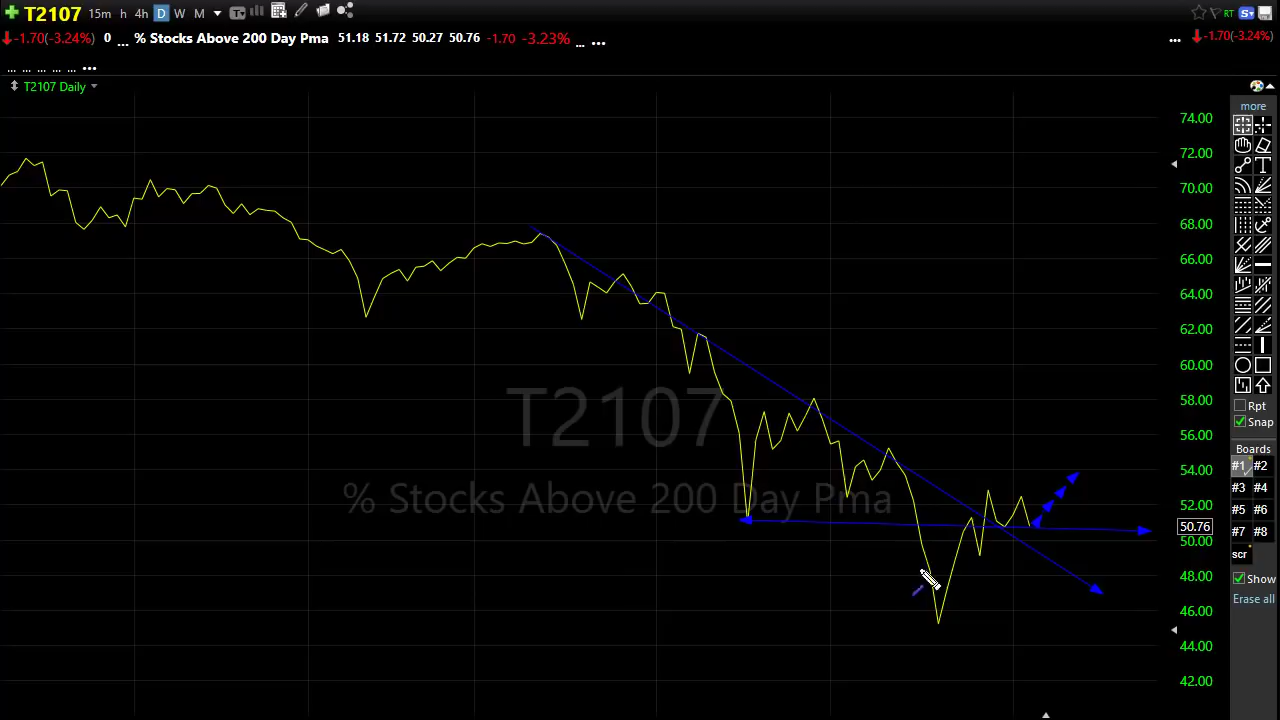 T2107 15m h 4h D W M T RT S
-1.70(-3.24%) 0 ... % Stocks Above 200 Day Pma 51.18 51.72 50.27 50.76 -1.70 -3.23% ... ... ... -1.70(-3.24%)
... ... ... ... ... ...
T2107 Daily
more
74.00
72.00
70.00
68.00
66.00
64.00
62.00
60.00
58.00
56.00
54.00
52.00
50.76
50.00
48.00
46.00
44.00
42.00
T2107
% Stocks Above 200 Day Pma
T
Rpt
Snap
Boards
#1 #2
#3 #4
#5 #6
#7 #8
scr
Show
Erase all